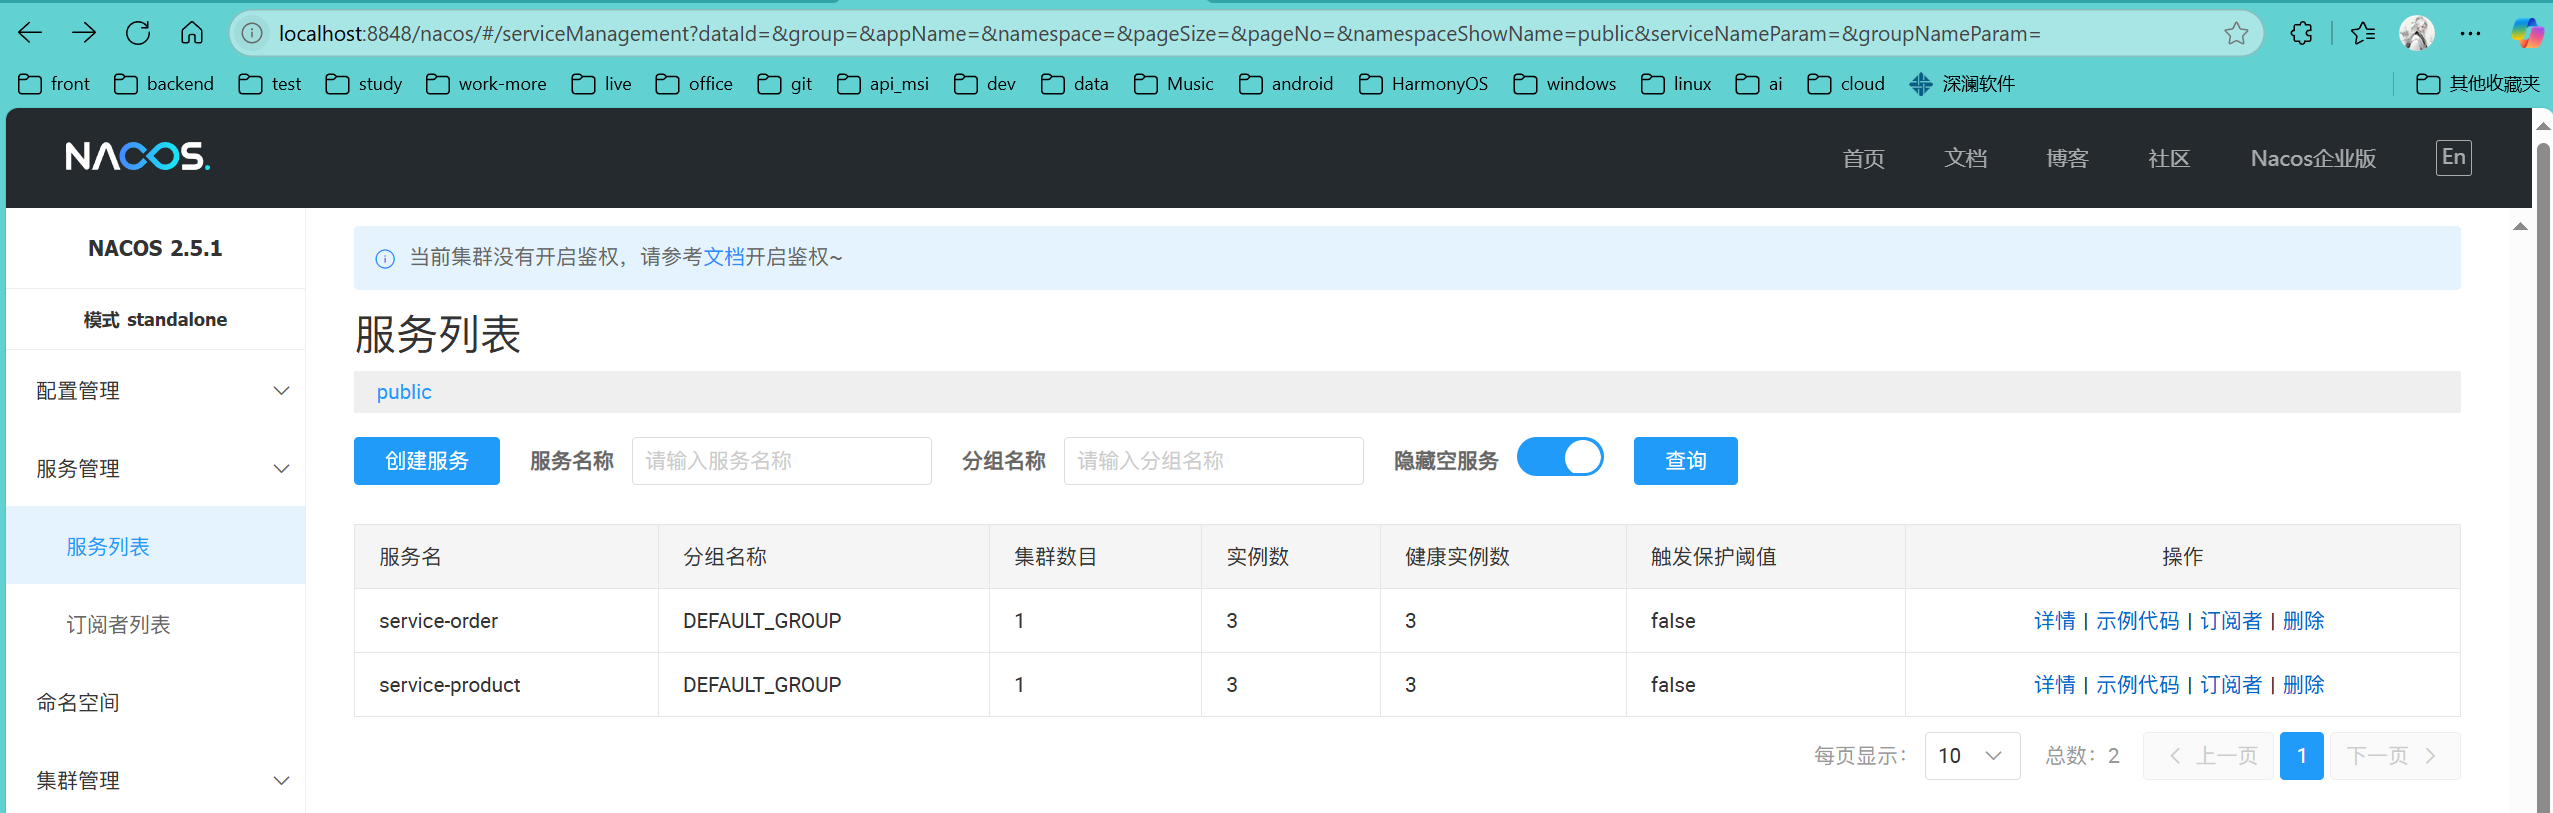 localhost:8848/nacos/#/serviceManagement?dataId=&group=&appName=&namespace=&pageSize=&pageNo=&namespaceShowName=public&serviceNameParam=&groupNameParam=
front backend test study work-more live office git api_msi dev data Music android HarmonyOS windows linux ai cloud 深澜软件 其他收藏夹
NACOS. 首页 文档 博客 社区 Nacos企业版 En
NACOS 2.5.1
模式 standalone
配置管理
服务管理
服务列表
订阅者列表
命名空间
集群管理
当前集群没有开启鉴权，请参考文档开启鉴权~
服务列表
public
创建服务 服务名称 请输入服务名称 分组名称 请输入分组名称 隐藏空服务 查询
服务名 分组名称 集群数目 实例数 健康实例数 触发保护阈值 操作
service-order DEFAULT_GROUP 1 3 3 false 详情 | 示例代码 | 订阅者 | 删除
service-product DEFAULT_GROUP 1 3 3 false 详情 | 示例代码 | 订阅者 | 删除
每页显示： 10 总数：2 上一页 1 下一页